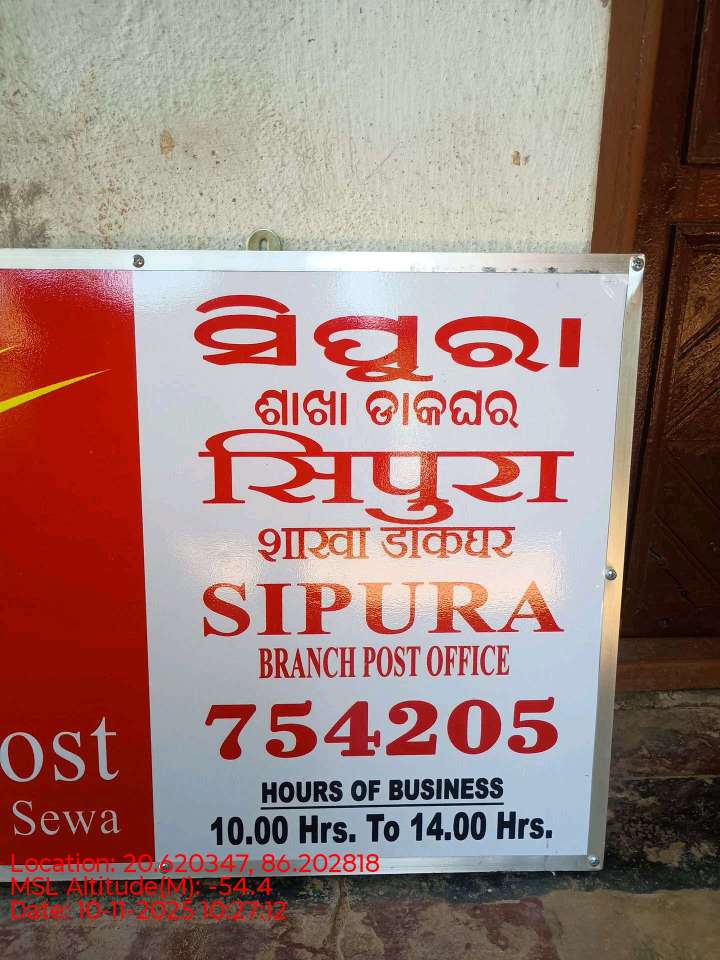 ସିପୁରା
ଶାଖା ଡାକଘର
सिपुरा
शाखा डाकघर
SIPURA
BRANCH POST OFFICE
754205
ost
Sewa
HOURS OF BUSINESS
10.00 Hrs. To 14.00 Hrs.
Location: 20.620347, 86.202818
MSL Altitude(M): -54.4
Date: 10-11-2025 10:27:12